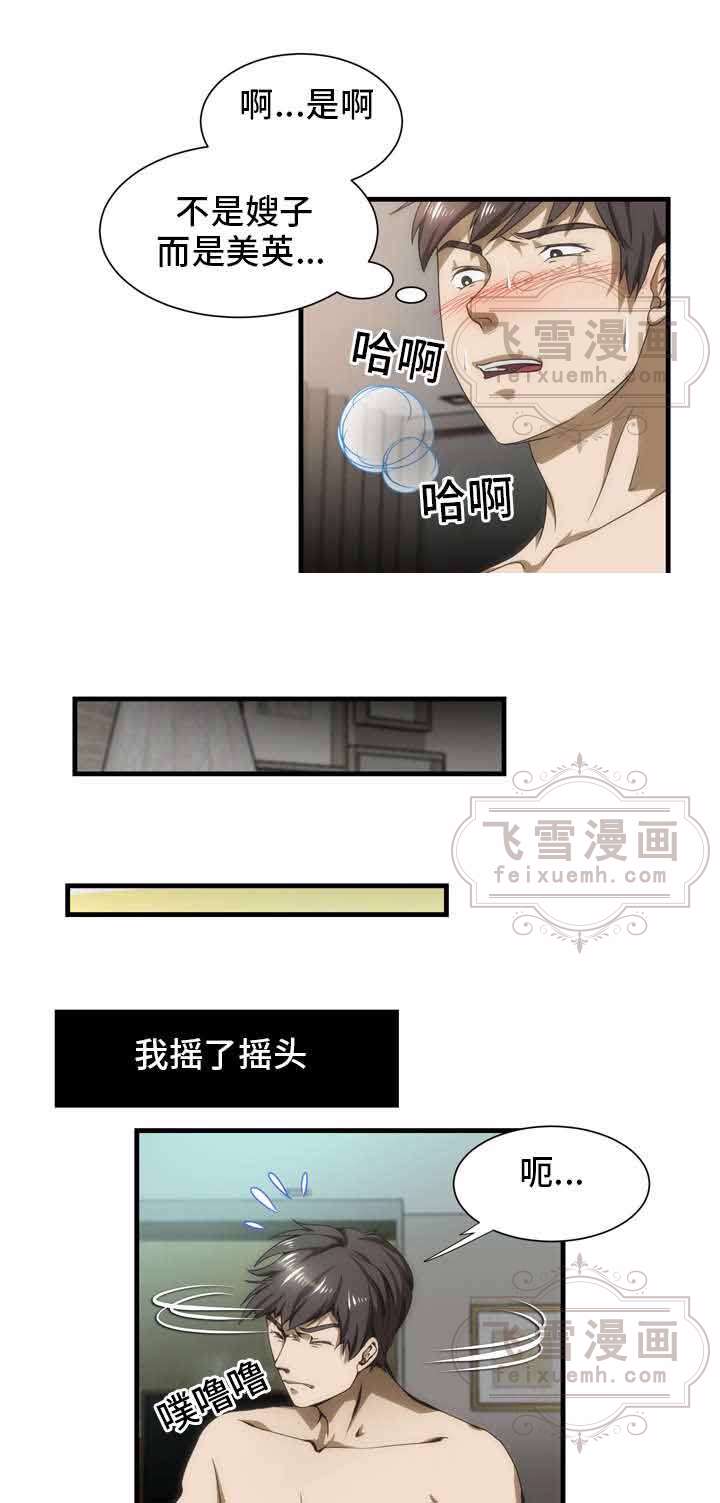 啊...是啊
不是嫂子
而是美英...
哈啊
飞雪漫画
feixuemh.com
哈啊
飞雪漫画
feixuemh.com
我摇了摇头
呃...
飞雪漫画
feixuemh.com
噗噜噜